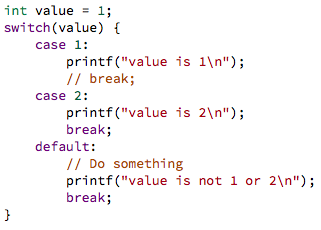 int value = 1;
switch(value) {
    case 1:
        printf("value is 1\n");
        // break;
    case 2:
        printf("value is 2\n");
        break;
    default:
        // Do something
        printf("value is not 1 or 2\n");
        break;
}